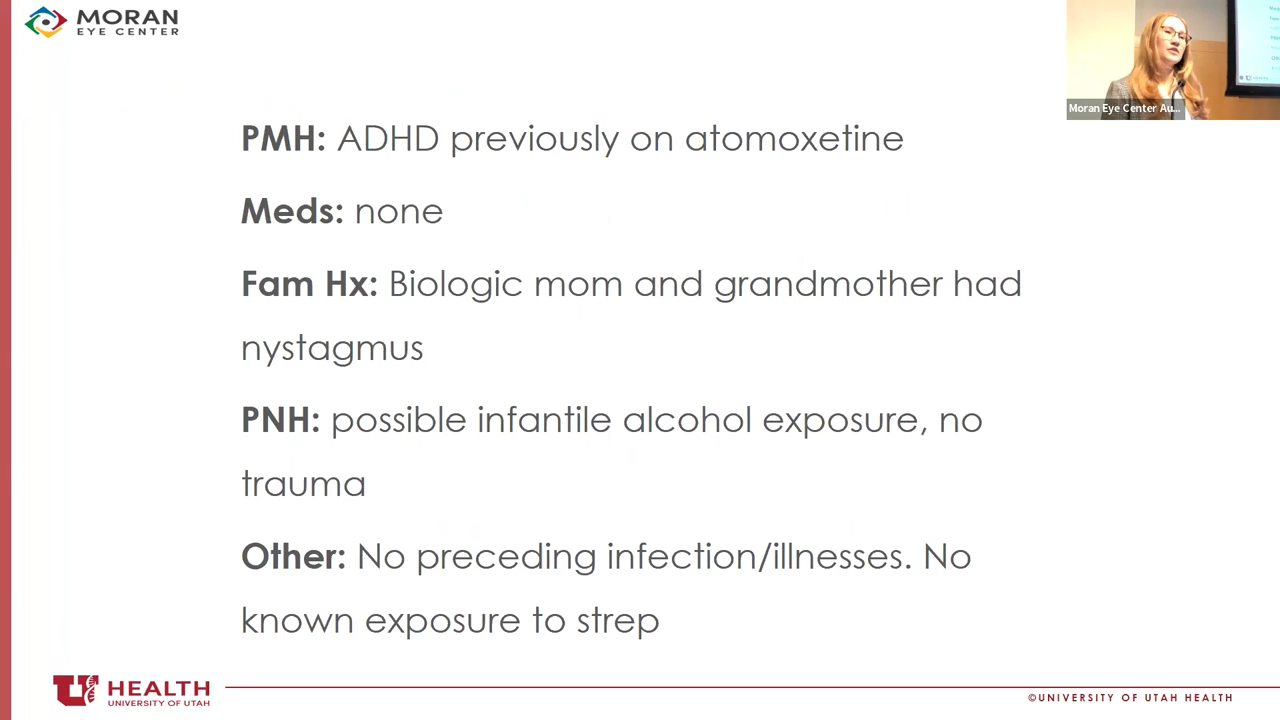 MORAN
EYE CENTER
Moran Eye Center Au...
PMH: ADHD previously on atomoxetine
Meds: none
Fam Hx: Biologic mom and grandmother had
nystagmus
PNH: possible infantile alcohol exposure, no
trauma
Other: No preceding infection/illnesses. No
known exposure to strep
U HEALTH
UNIVERSITY OF UTAH
©UNIVERSITY OF UTAH HEALTH